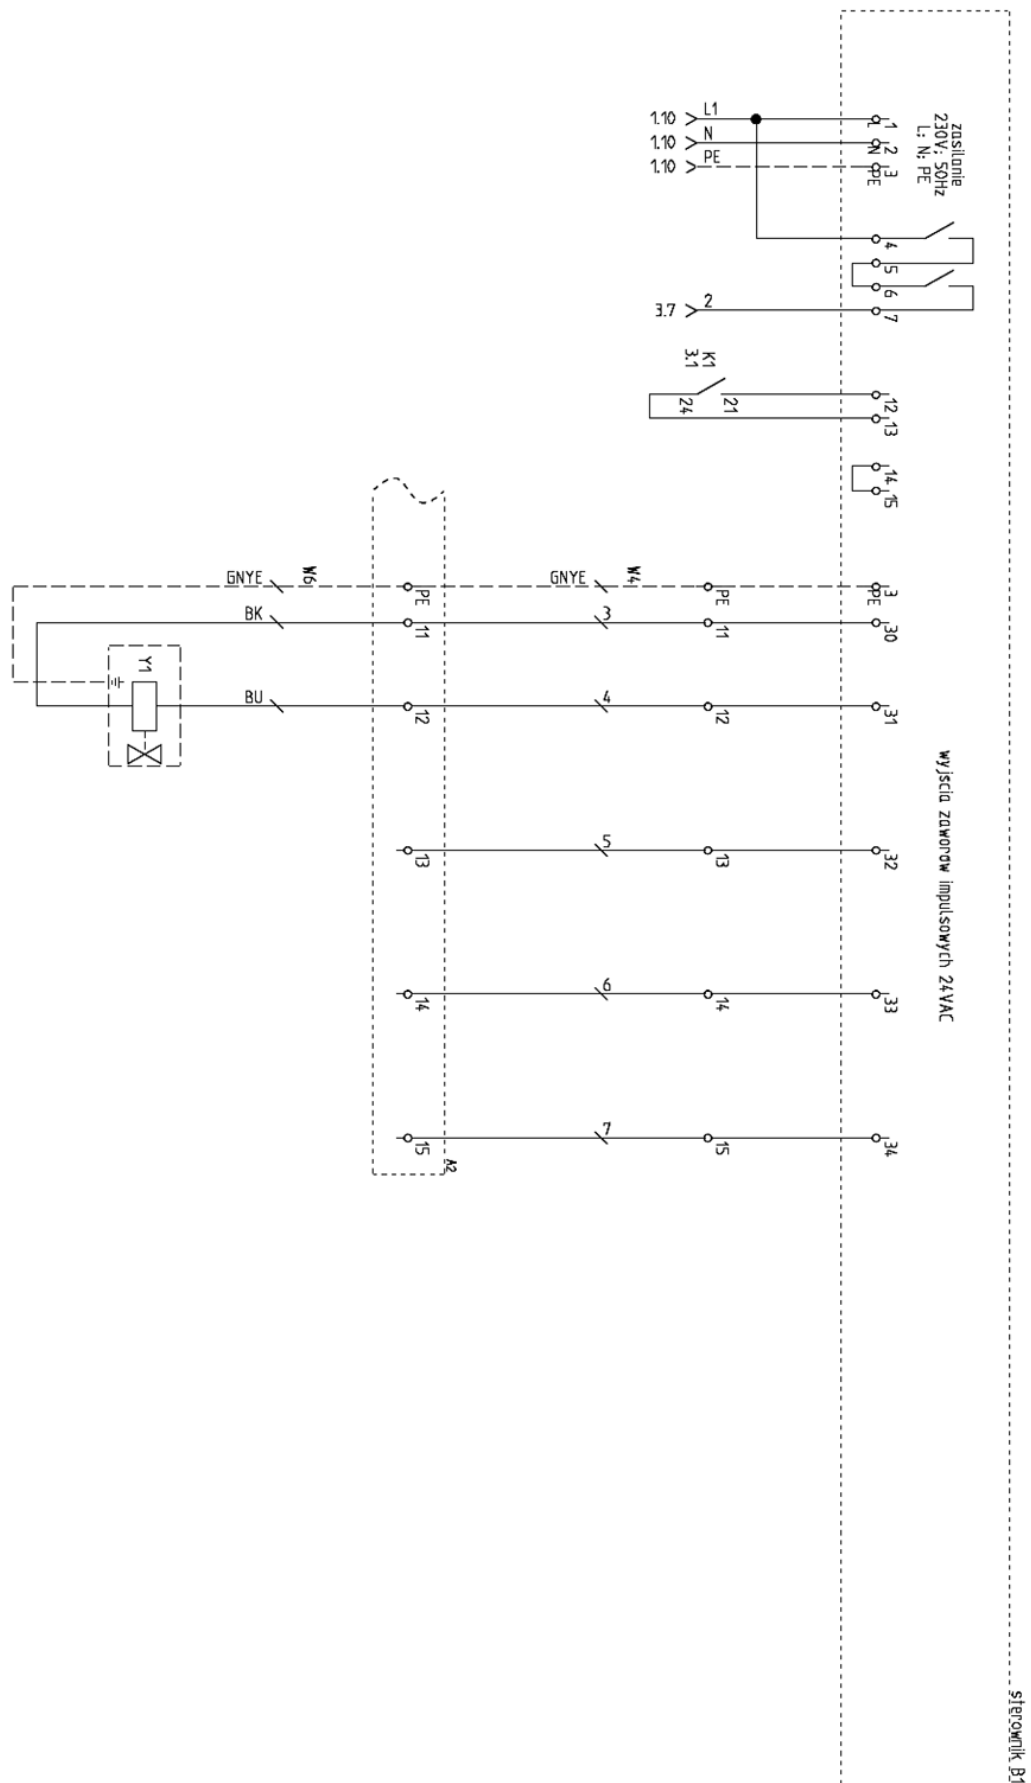 sterownik B1
zasilanie
230V; 50Hz
L; N; PE
1.10
L1
L
1
1.10
N
N
2
1.10
PE
PE
3
4
5
6
3.7
2
7
K1
3.1
24
21
12
13
14
15
GNYE
W6
PE
GNYE
W4
PE
PE
3
BK
11
3
11
30
Y1
BU
12
4
12
31
wyjscia zaworow impulsowych 24VAC
13
5
13
32
14
6
14
33
15
7
15
34
A2